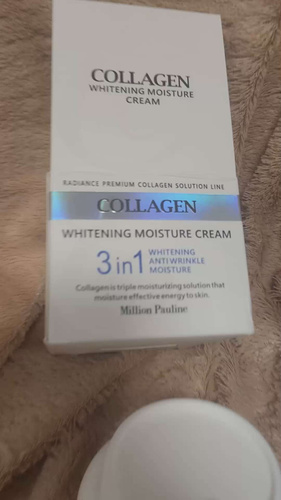 COLLAGEN
WHITENING MOISTURE
CREAM
RADIANCE PREMIUM COLLAGEN SOLUTION LINE
COLLAGEN
WHITENING MOISTURE CREAM
3 in 1
WHITENING
ANTI WRINKLE
MOISTURE
Collagen is triple moisturizing solution that
moisture effective energy to skin.
Million Pauline